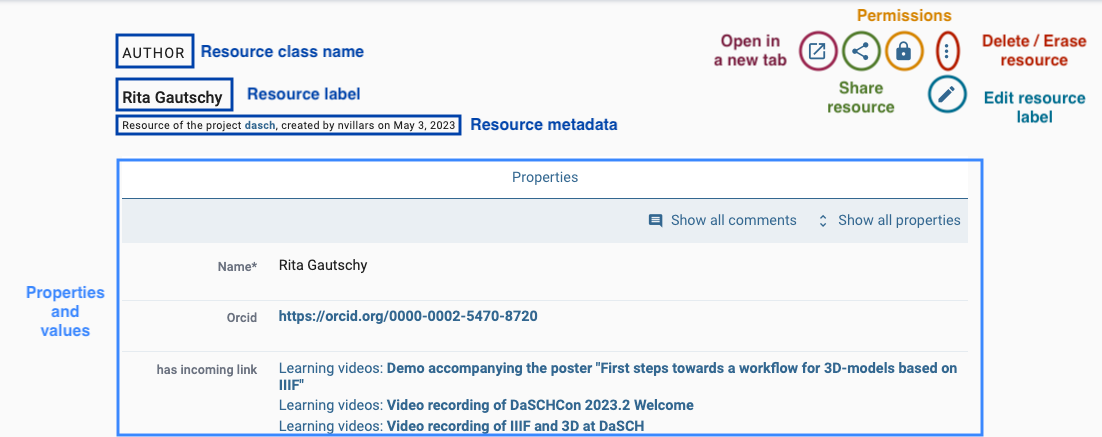 Permissions
AUTHOR Resource class name
Open in
a new tab
Delete / Erase
resource
Rita Gautschy Resource label
Share
resource
Edit resource
label
Resource of the project dasch, created by nvillars on May 3, 2023 Resource metadata
Properties
Show all comments Show all properties
Name* Rita Gautschy
Properties
and
values
Orcid https://orcid.org/0000-0002-5470-8720
has incoming link Learning videos: Demo accompanying the poster "First steps towards a workflow for 3D-models based on
IIIF"
Learning videos: Video recording of DaSCHCon 2023.2 Welcome
Learning videos: Video recording of IIIF and 3D at DaSCH